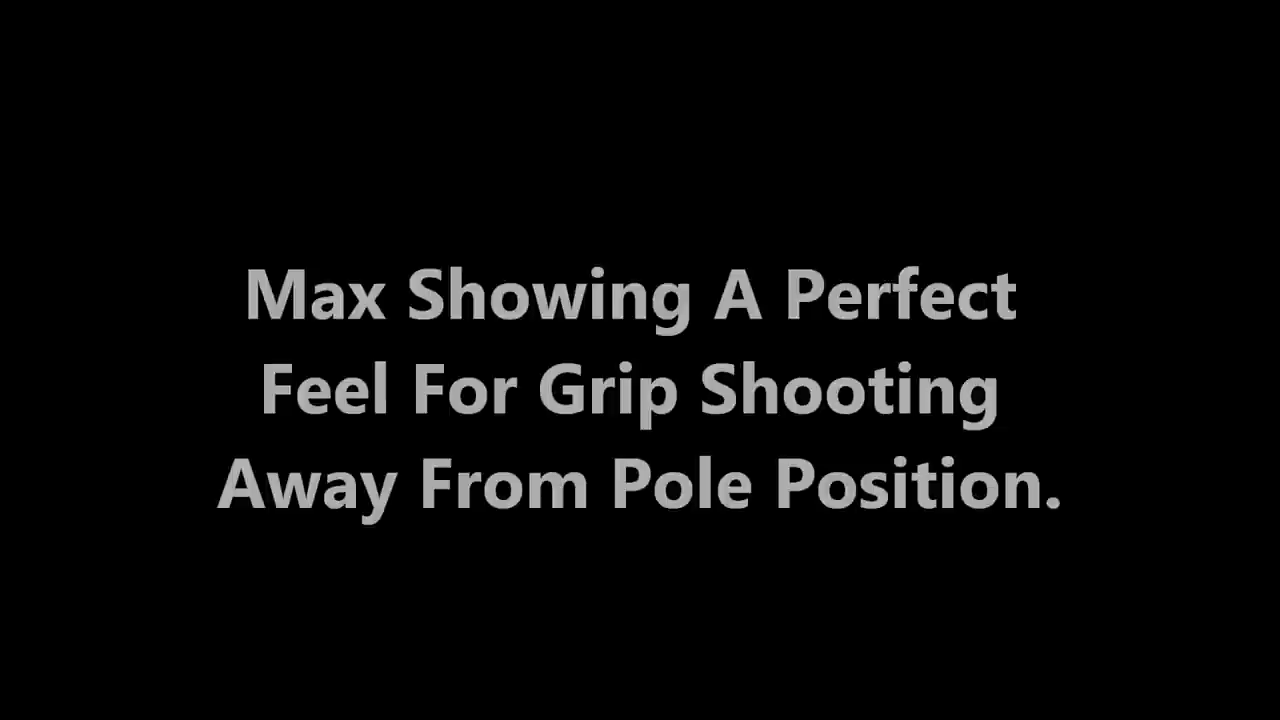 Max Showing A Perfect
Feel For Grip Shooting
Away From Pole Position.